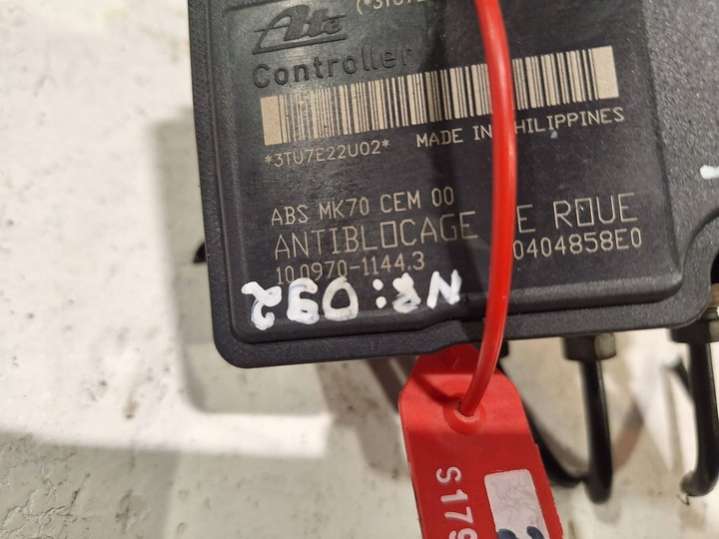 (*3TU7E2
Ate
Controller
*3TU7E22U02* MADE IN PHILIPPINES
ABS MK70 CEM 00
ANTIBLOCAGE E ROUE
10.0970-1144.3 0404858E0
NR:092
S179